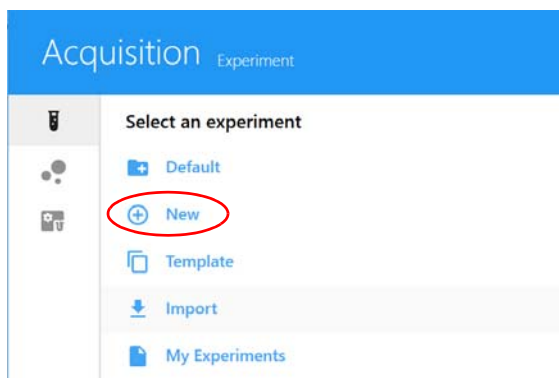 Acquisition Experiment
Select an experiment
Default
New
Template
Import
My Experiments